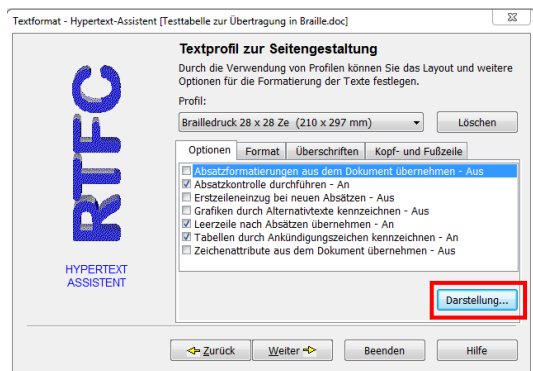 Textformat - Hypertext-Assistent [Testtabelle zur Übertragung in Braille.doc]
Textprofil zur Seitengestaltung
Durch die Verwendung von Profilen können Sie das Layout und weitere
Optionen für die Formatierung der Texte festlegen.
Profil:
Brailledruck 28 x 28 Ze (210 x 297 mm)
Löschen
Optionen Format Überschriften Kopf- und Fußzeile
Absatzformatierungen aus dem Dokument übernehmen - Aus
Absatzkontrolle durchführen - An
Erstzeileneinzug bei neuen Absätzen - Aus
Grafiken durch Alternativtexte kennzeichnen - Aus
Leerzeile nach Absätzen übernehmen - An
Tabellen durch Ankündigungszeichen kennzeichnen - An
Zeichenattribute aus dem Dokument übernehmen - Aus
RTFC
HYPERTEXT
ASSISTENT
Darstellung...
Zurück Weiter Beenden Hilfe